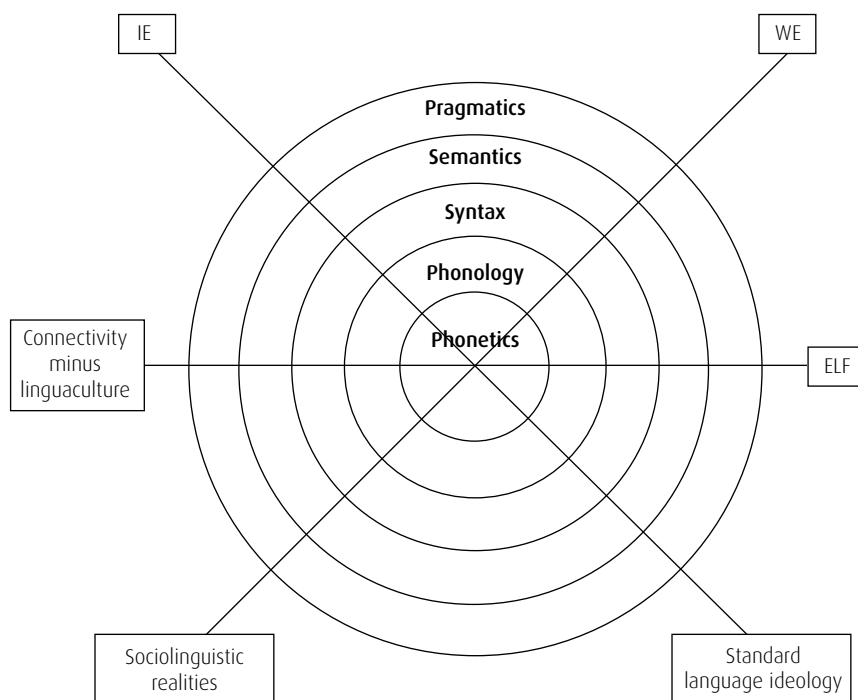 IE
WE
Pragmatics
Semantics
Syntax
Phonology
Phonetics
Connectivity
minus
linguaculture
ELF
Sociolinguistic
realities
Standard
language ideology